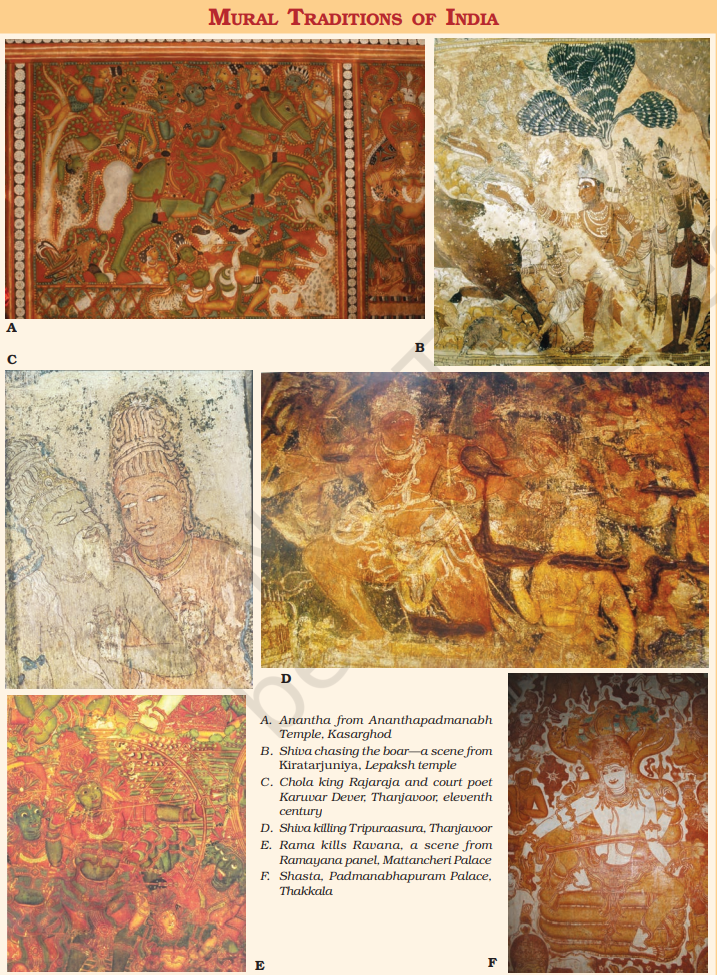 MURAL TRADITIONS OF INDIA
A
B
C
D
A. Anantha from Ananthapadmanabh
Temple, Kasarghod
B. Shiva chasing the boar—a scene from
Kiratarjuniya, Lepaksh temple
C. Chola king Rajaraja and court poet
Karuwar Dever, Thanjavoor, eleventh
century
D. Shiva killing Tripuraasura, Thanjavoor
E. Rama kills Ravana, a scene from
Ramayana panel, Mattancheri Palace
F. Shasta, Padmanabhapuram Palace,
Thakkala
E
F